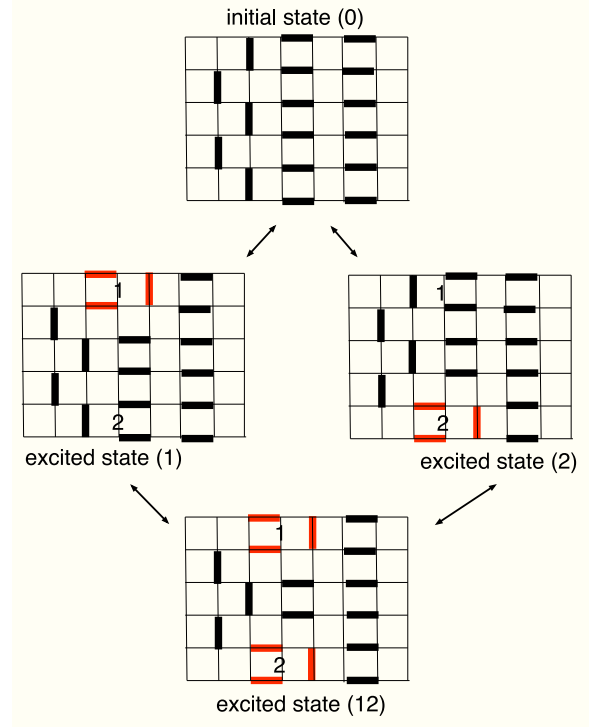 initial state (0)
1
1
2
2
excited state (1)
excited state (2)
1
2
excited state (12)